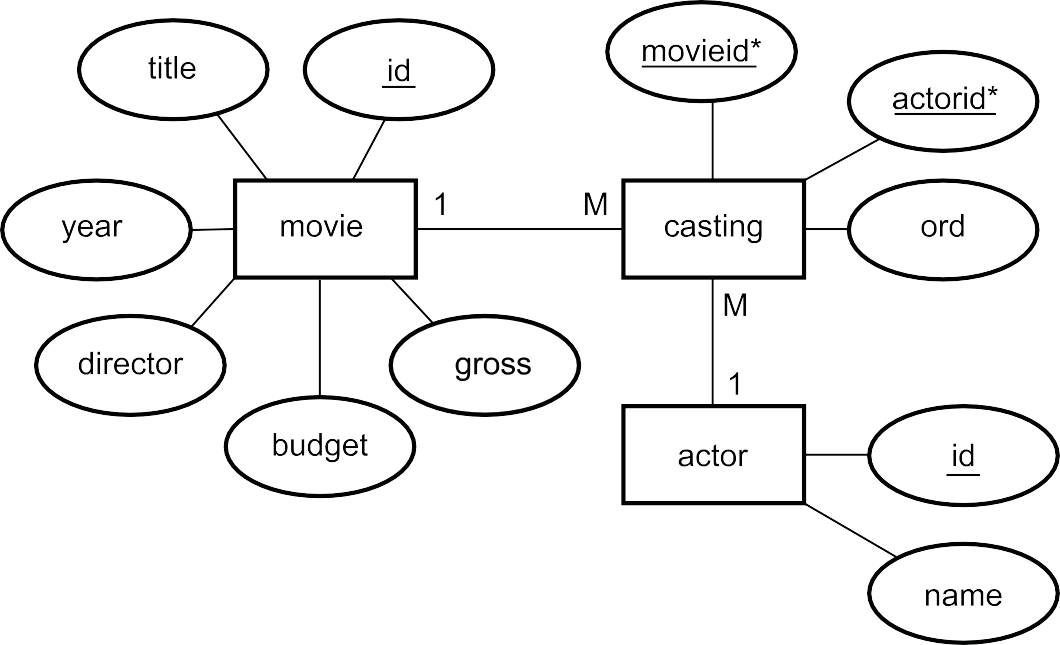 movieid*
title
id
actorid*
year
movie
1
M
casting
ord
M
director
gross
1
budget
actor
id
name